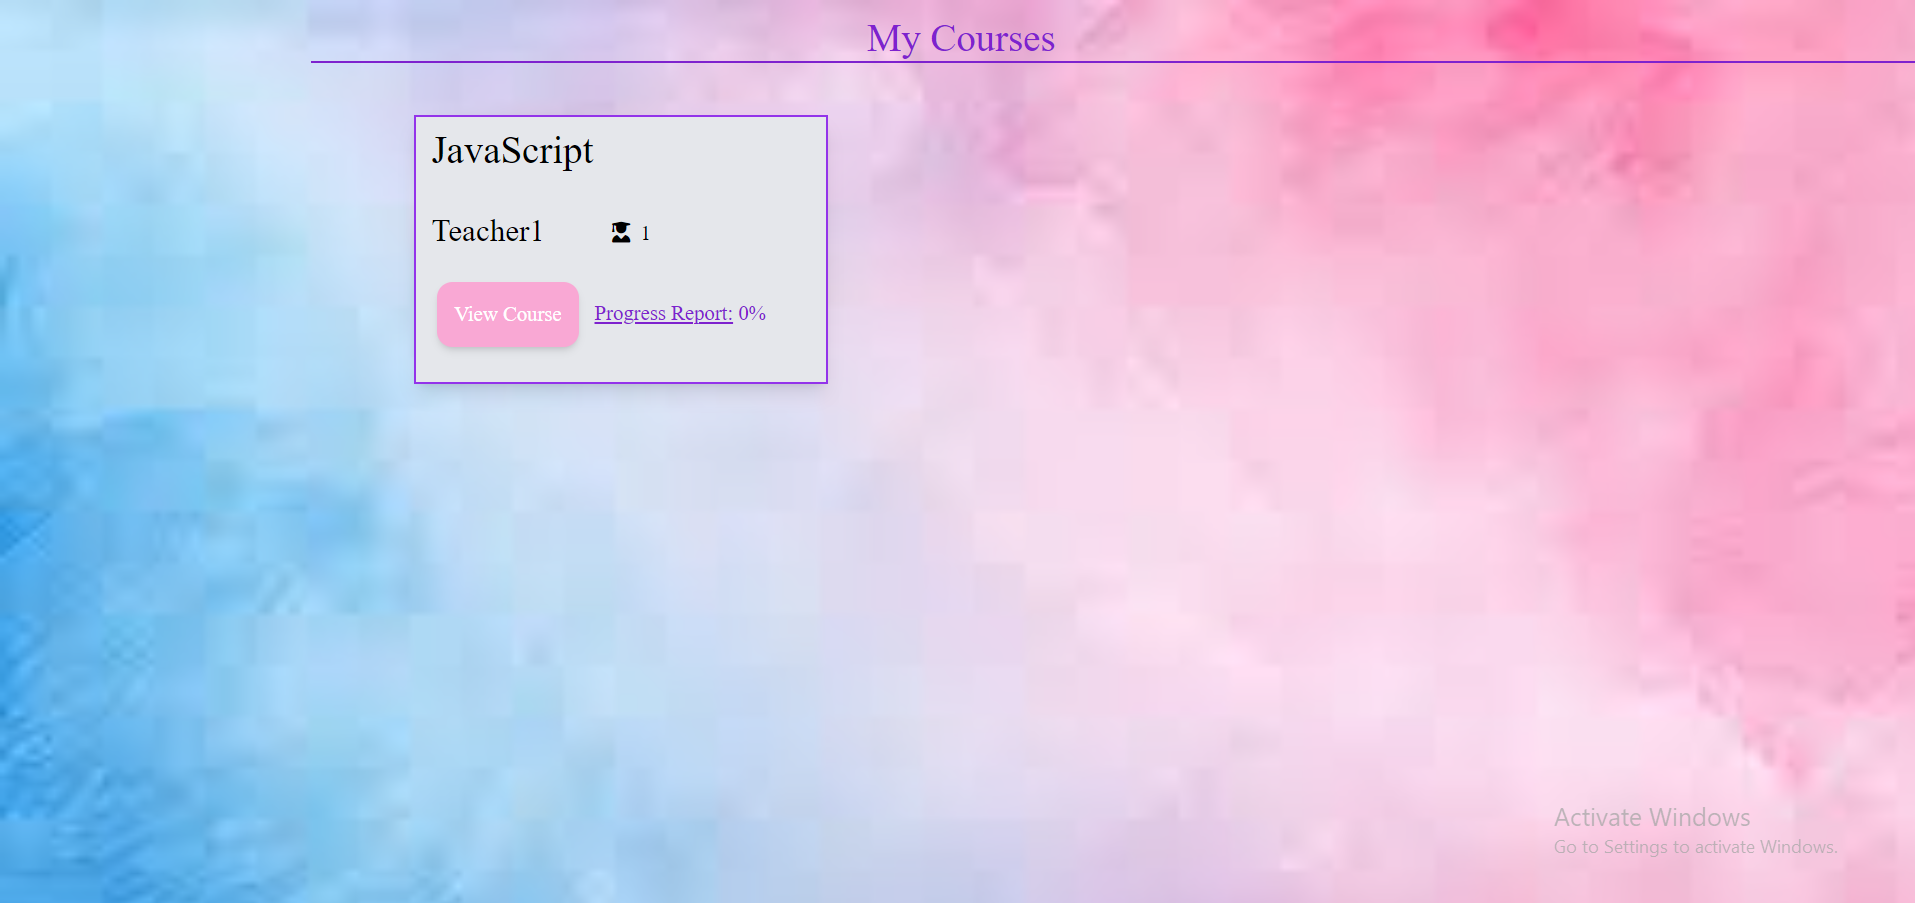 My Courses
JavaScript
Teacher1 1
View Course Progress Report: 0%
Activate Windows
Go to Settings to activate Windows.